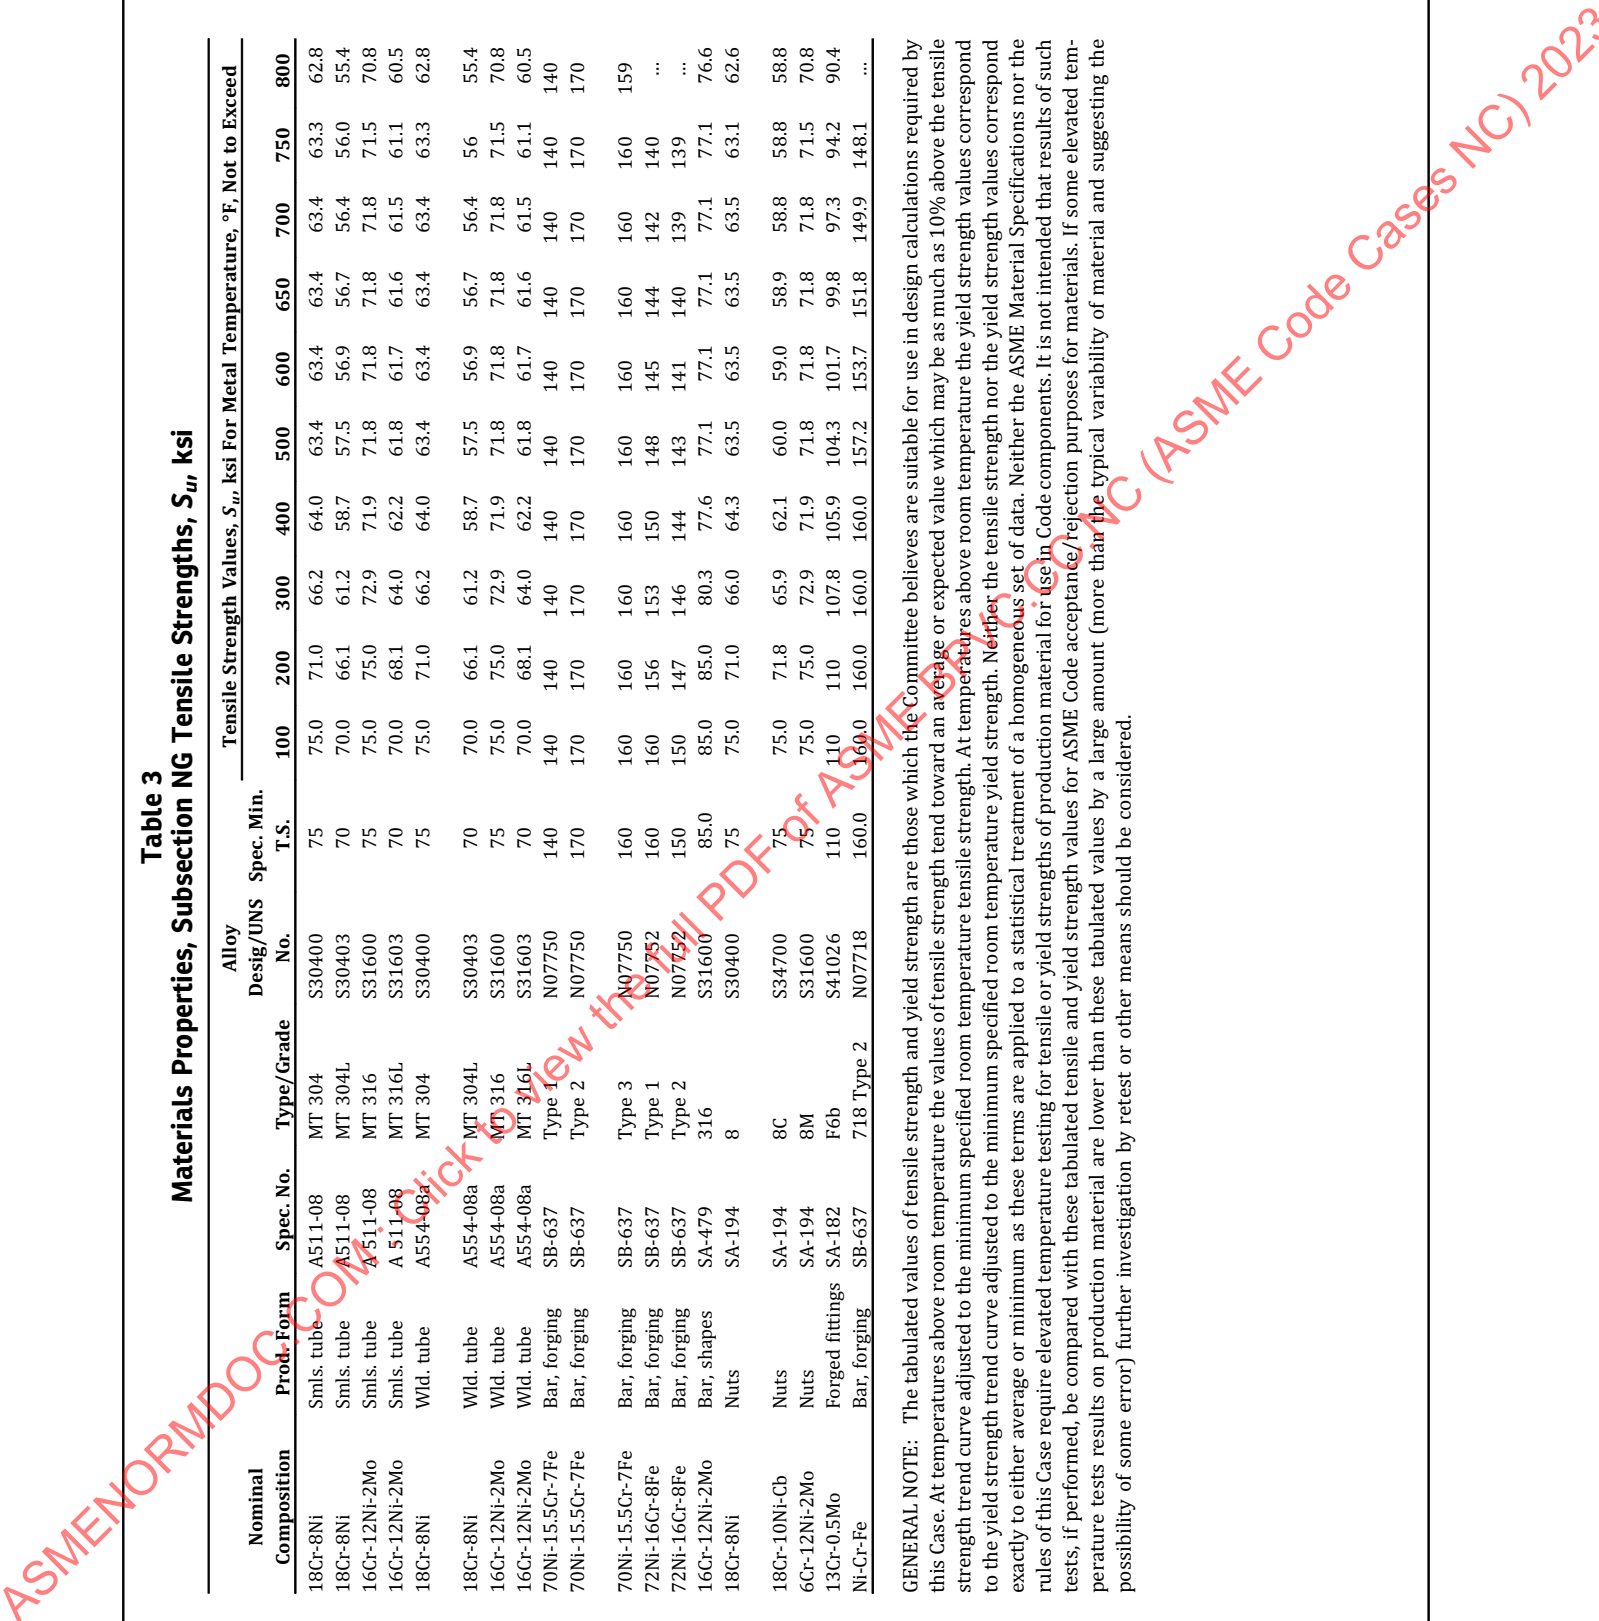 Table 3
Materials Properties, Subsection NG Tensile Strengths, Su, ksi
Alloy Tensile Strength Values, Su, ksi For Metal Temperature, °F, Not to Exceed
Nominal Desig/UNS Spec. Min.
Composition Prod. Form Spec. No. Type/Grade No. T.S. 100 200 300 400 500 600 650 700 750 800
18Cr-8Ni Smls. tube A511-08 MT 304 S30400 75 75.0 71.0 66.2 64.0 63.4 63.4 63.4 63.4 63.3 62.8
18Cr-8Ni Smls. tube A511-08 MT 304L S30403 70 70.0 66.1 61.2 58.7 57.5 56.9 56.7 56.4 56.0 55.4
16Cr-12Ni-2Mo Smls. tube A 511-08 MT 316 S31600 75 75.0 75.0 72.9 71.9 71.8 71.8 71.8 71.8 71.5 70.8
16Cr-12Ni-2Mo Smls. tube A 511-08 MT 316L S31603 70 70.0 68.1 64.0 62.2 61.8 61.7 61.6 61.5 61.1 60.5
18Cr-8Ni Wld. tube A554-08a MT 304 S30400 75 75.0 71.0 66.2 64.0 63.4 63.4 63.4 63.4 63.3 62.8
18Cr-8Ni Wld. tube A554-08a MT 304L S30403 70 70.0 66.1 61.2 58.7 57.5 56.9 56.7 56.4 56 55.4
16Cr-12Ni-2Mo Wld. tube A554-08a MT 316 S31600 75 75.0 75.0 72.9 71.9 71.8 71.8 71.8 71.8 71.5 70.8
16Cr-12Ni-2Mo Wld. tube A554-08a MT 316L S31603 70 70.0 68.1 64.0 62.2 61.8 61.7 61.6 61.5 61.1 60.5
70Ni-15.5Cr-7Fe Bar, forging SB-637 Type 1 N07750 140 140 140 140 140 140 140 140 140 140 140
70Ni-15.5Cr-7Fe Bar, forging SB-637 Type 2 N07750 170 170 170 170 170 170 170 170 170 170 170
70Ni-15.5Cr-7Fe Bar, forging SB-637 Type 3 N07750 160 160 160 160 160 160 160 160 160 160 159
72Ni-16Cr-8Fe Bar, forging SB-637 Type 1 N07752 160 160 156 153 150 148 145 144 142 140 ...
72Ni-16Cr-8Fe Bar, forging SB-637 Type 2 N07752 150 150 147 146 144 143 141 140 139 139 ...
16Cr-12Ni-2Mo Bar, shapes SA-479 316 S31600 85.0 85.0 85.0 80.3 77.6 77.1 77.1 77.1 77.1 77.1 76.6
18Cr-8Ni Nuts SA-194 8 S30400 75 75.0 71.0 66.0 64.3 63.5 63.5 63.5 63.5 63.1 62.6
18Cr-10Ni-Cb Nuts SA-194 8C S34700 75 75.0 71.8 65.9 62.1 60.0 59.0 58.9 58.8 58.8 58.8
6Cr-12Ni-2Mo Nuts SA-194 8M S31600 75 75.0 75.0 72.9 71.9 71.8 71.8 71.8 71.8 71.5 70.8
13Cr-0.5Mo Forged fittings SA-182 F6b S41026 110 110 110 107.8 105.9 104.3 101.7 99.8 97.3 94.2 90.4
Ni-Cr-Fe Bar, forging SB-637 718 Type 2 N07718 160.0 160.0 160.0 160.0 160.0 157.2 153.7 151.8 149.9 148.1 ...
GENERAL NOTE: The tabulated values of tensile strength and yield strength are those which the Committee believes are suitable for use in design calculations required by
this Case. At temperatures above room temperature the values of tensile strength tend toward an average or expected value which may be as much as 10% above the tensile
strength trend curve adjusted to the minimum specified room temperature tensile strength. At temperatures above room temperature the yield strength values correspond
to the yield strength trend curve adjusted to the minimum specified room temperature yield strength. Neither the tensile strength nor the yield strength values correspond
exactly to either average or minimum as these terms are applied to a statistical treatment of a homogeneous set of data. Neither the ASME Material Specifications nor the
rules of this Case require elevated temperature testing for tensile or yield strengths of production material for use in Code components. It is not intended that results of such
tests, if performed, be compared with these tabulated tensile and yield strength values for ASME Code acceptance/rejection purposes for materials. If some elevated tem-
perature tests results on production material are lower than these tabulated values by a large amount (more than the typical variability of material and suggesting the
possibility of some error) further investigation by retest or other means should be considered.
ASMENORMDOC.COM : Click to view the full PDF of ASME BPVC.CC.NC (ASME Code Cases NC) 2023